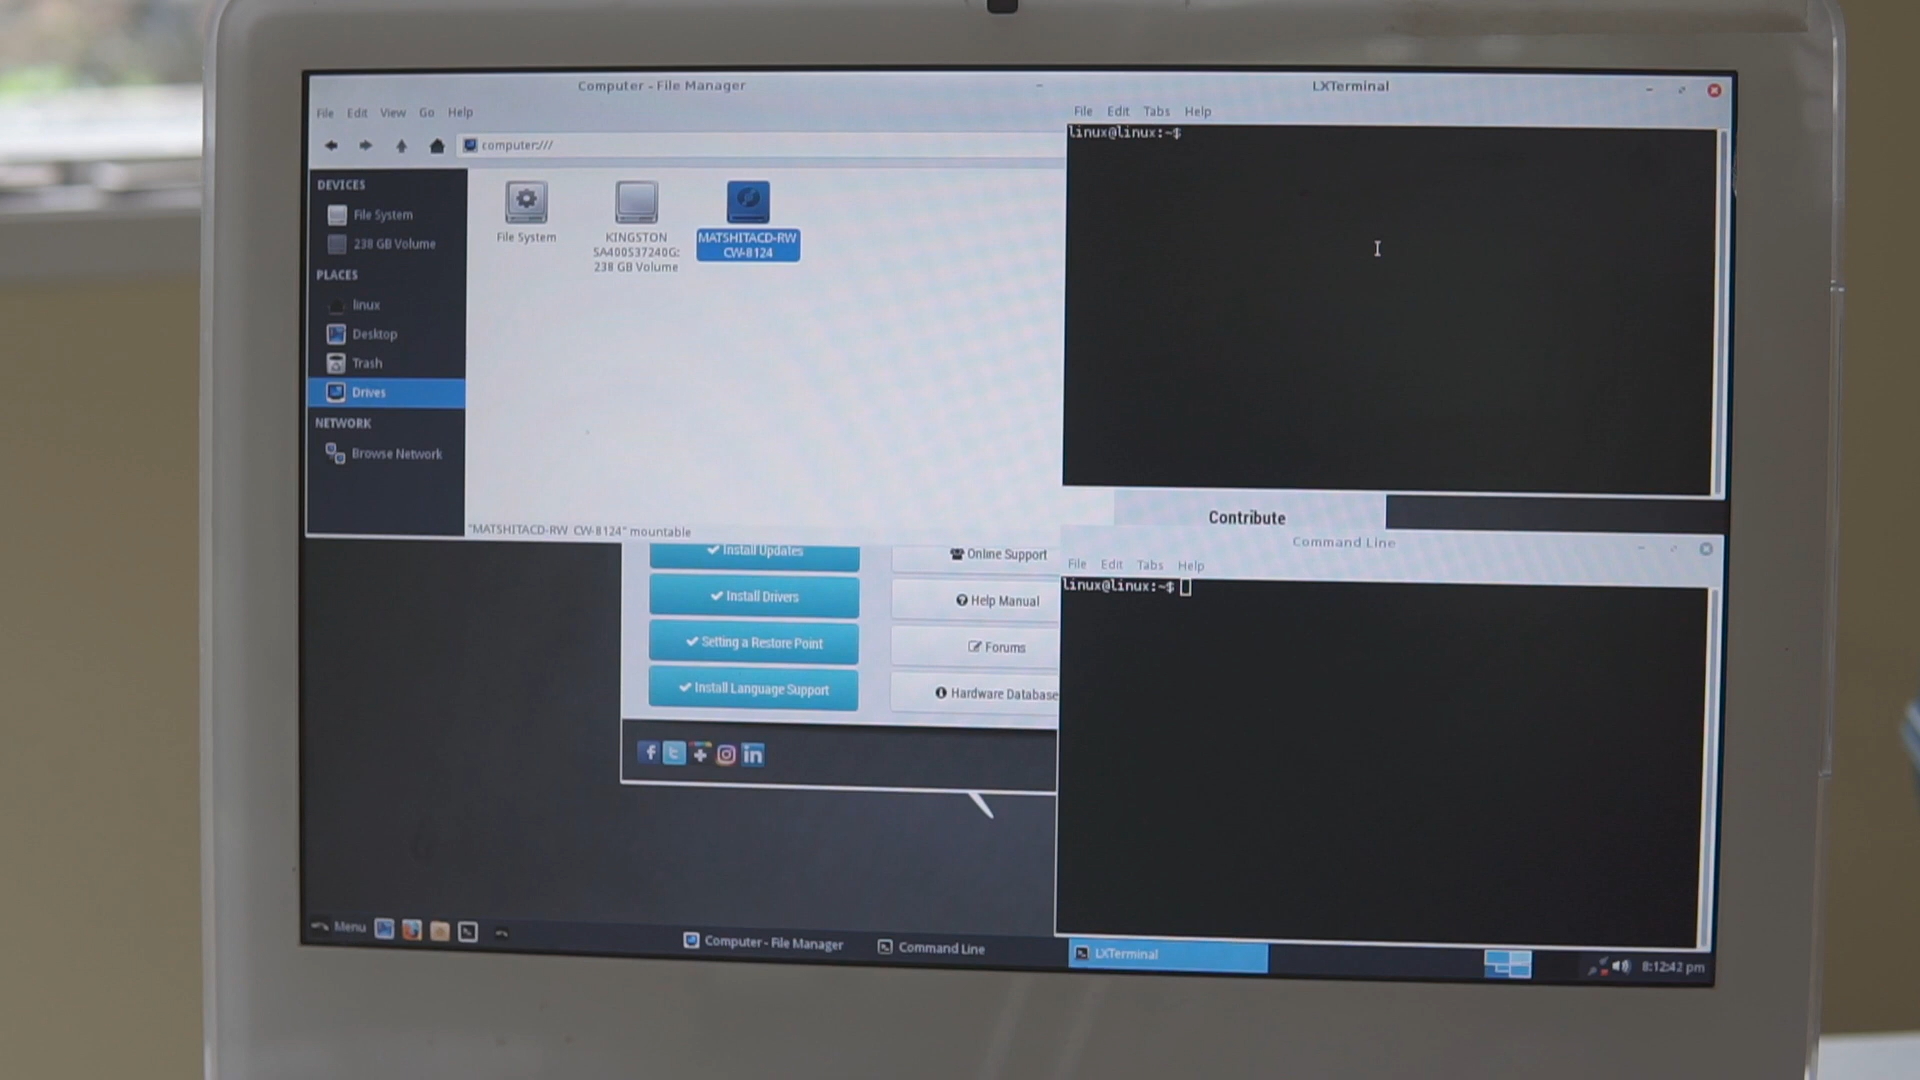 Computer - File Manager
File Edit View Go Help
computer:///
DEVICES
File System
238 GB Volume
PLACES
linux
Desktop
Trash
Drives
NETWORK
Browse Network
File System
KINGSTON
SA400S37240G:
238 GB Volume
MATSHITACD-RW
CW-8124
"MATSHITACD-RW CW-8124" mountable
LXTerminal
File Edit Tabs Help
linux@linux:~$
Contribute
Command Line
File Edit Tabs Help
linux@linux:~$
Install Updates
Install Drivers
Setting a Restore Point
Install Language Support
Online Support
Help Manual
Forums
Hardware Database
Menu
Computer - File Manager
Command Line
LXTerminal
8:12:42 pm